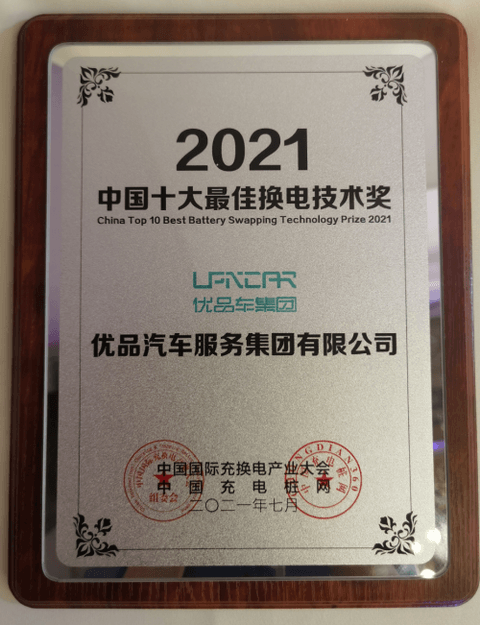 2021
中国十大最佳换电技术奖
China Top 10 Best Battery Swapping Technology Prize 2021
UPNCAR
优品车集团
优品汽车服务集团有限公司
中国国际充换电产业大会
中国充电桩网
二〇二一年七月
组委会